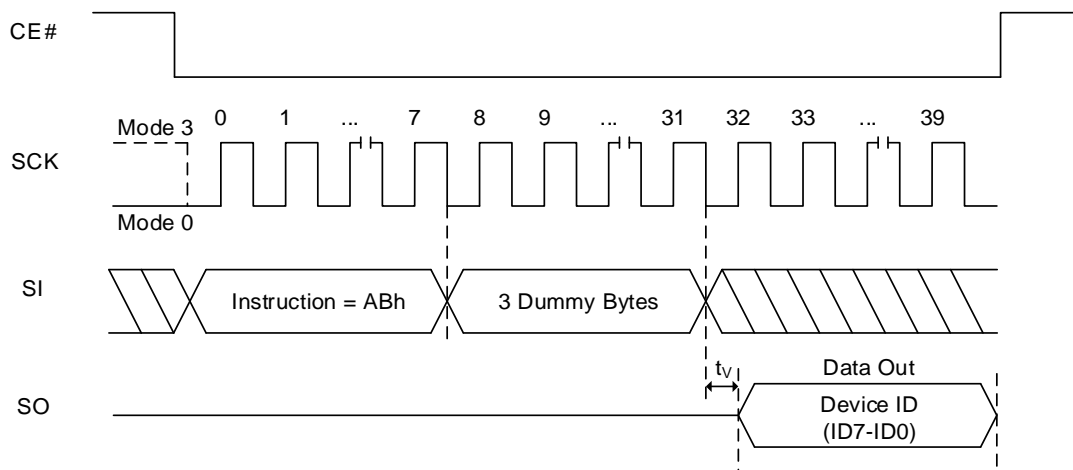 CE#
0 1 ... 7 8 9 ... 31 32 33 ... 39
Mode 3
SCK
Mode 0
SI
Instruction = ABh
3 Dummy Bytes
tV
Data Out
SO
Device ID
(ID7-ID0)